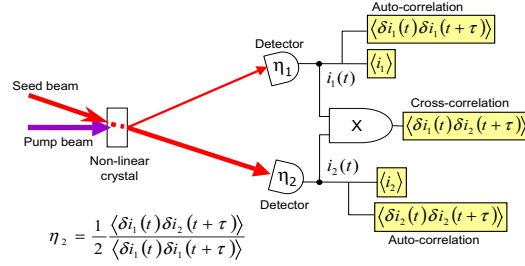 Auto-correlation
⟨δi₁(t)δi₁(t+τ)⟩
Detector
η₁
⟨i₁⟩
i₁(t)
Seed beam
Cross-correlation
X
⟨δi₁(t)δi₂(t+τ)⟩
Pump beam
Non-linear
crystal
i₂(t)
η₂
⟨i₂⟩
Detector
⟨δi₂(t)δi₂(t+τ)⟩
Auto-correlation
η₂ = 1/2 ⟨δi₁(t)δi₂(t+τ)⟩/⟨δi₁(t)δi₁(t+τ)⟩